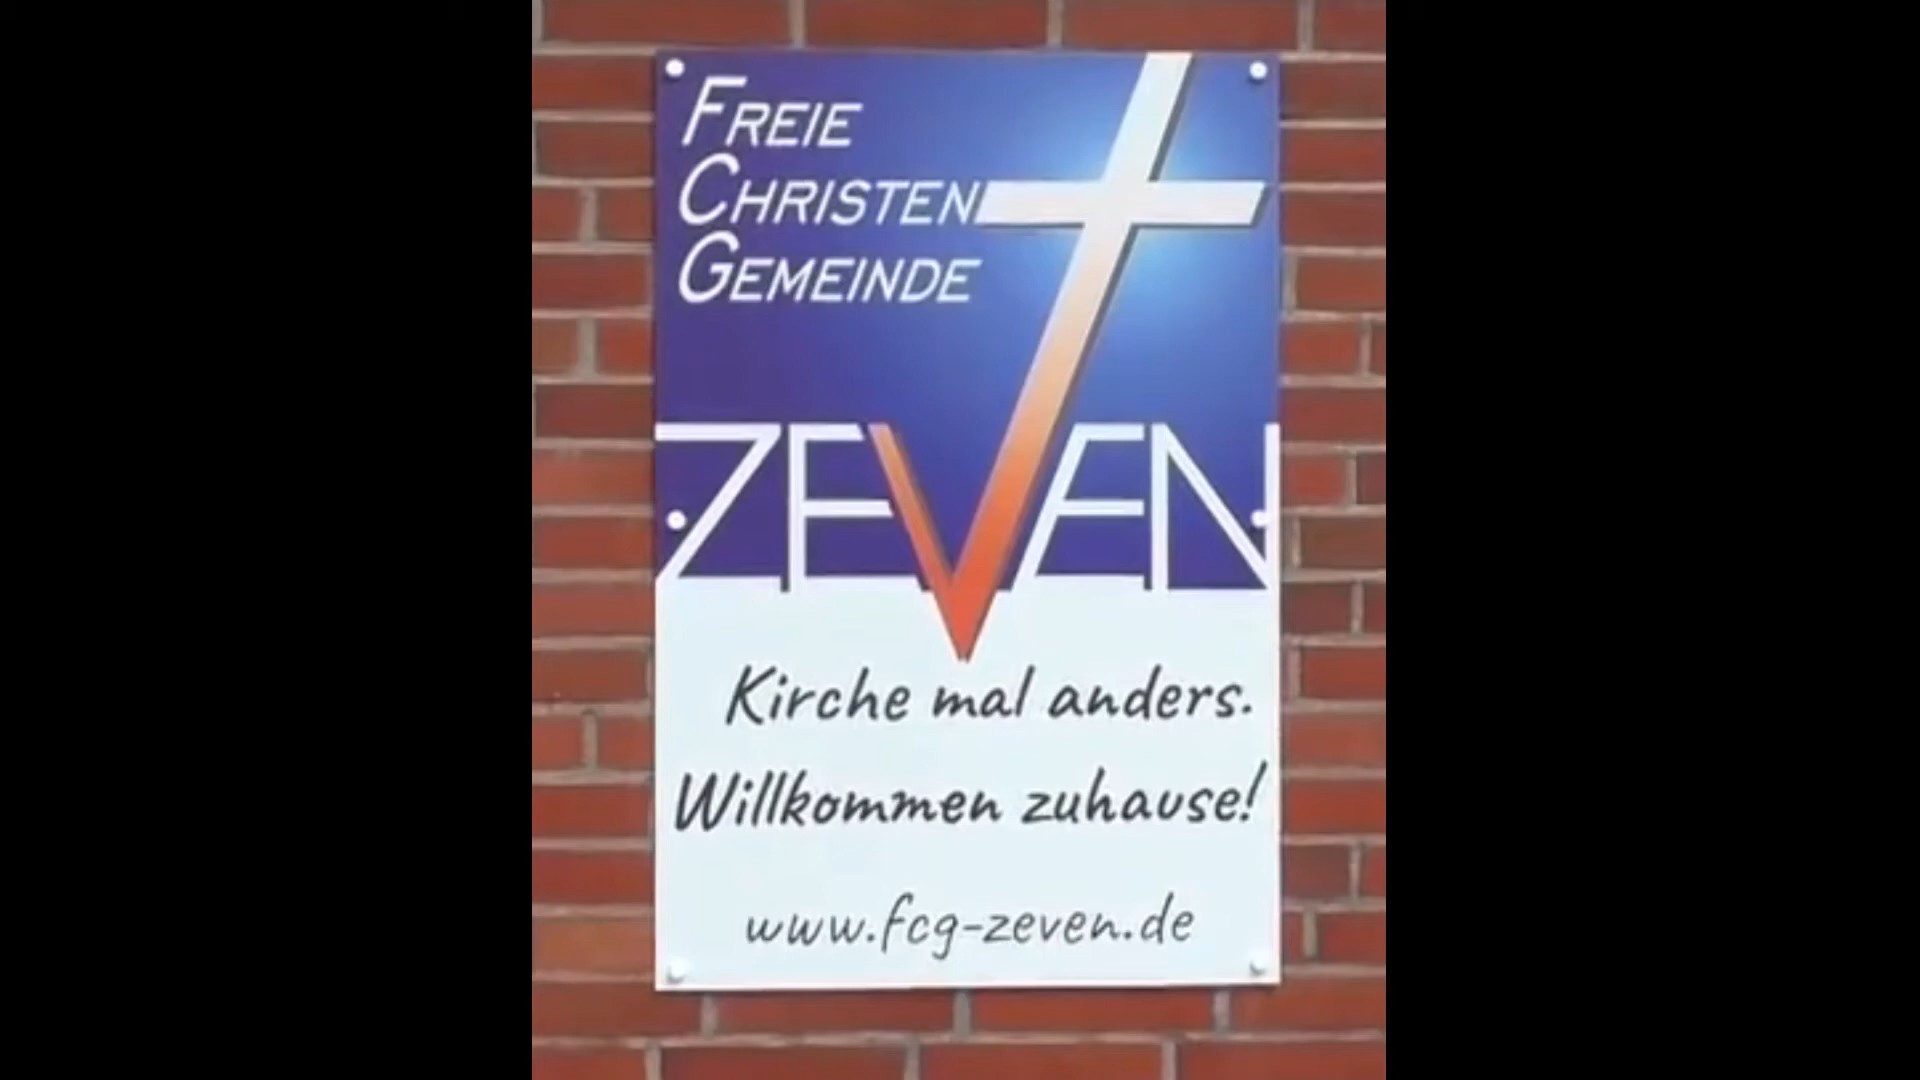 FREIE
CHRISTEN
GEMEINDE
ZEVEN
Kirche mal anders.
Willkommen zuhause!
www.fcg-zeven.de